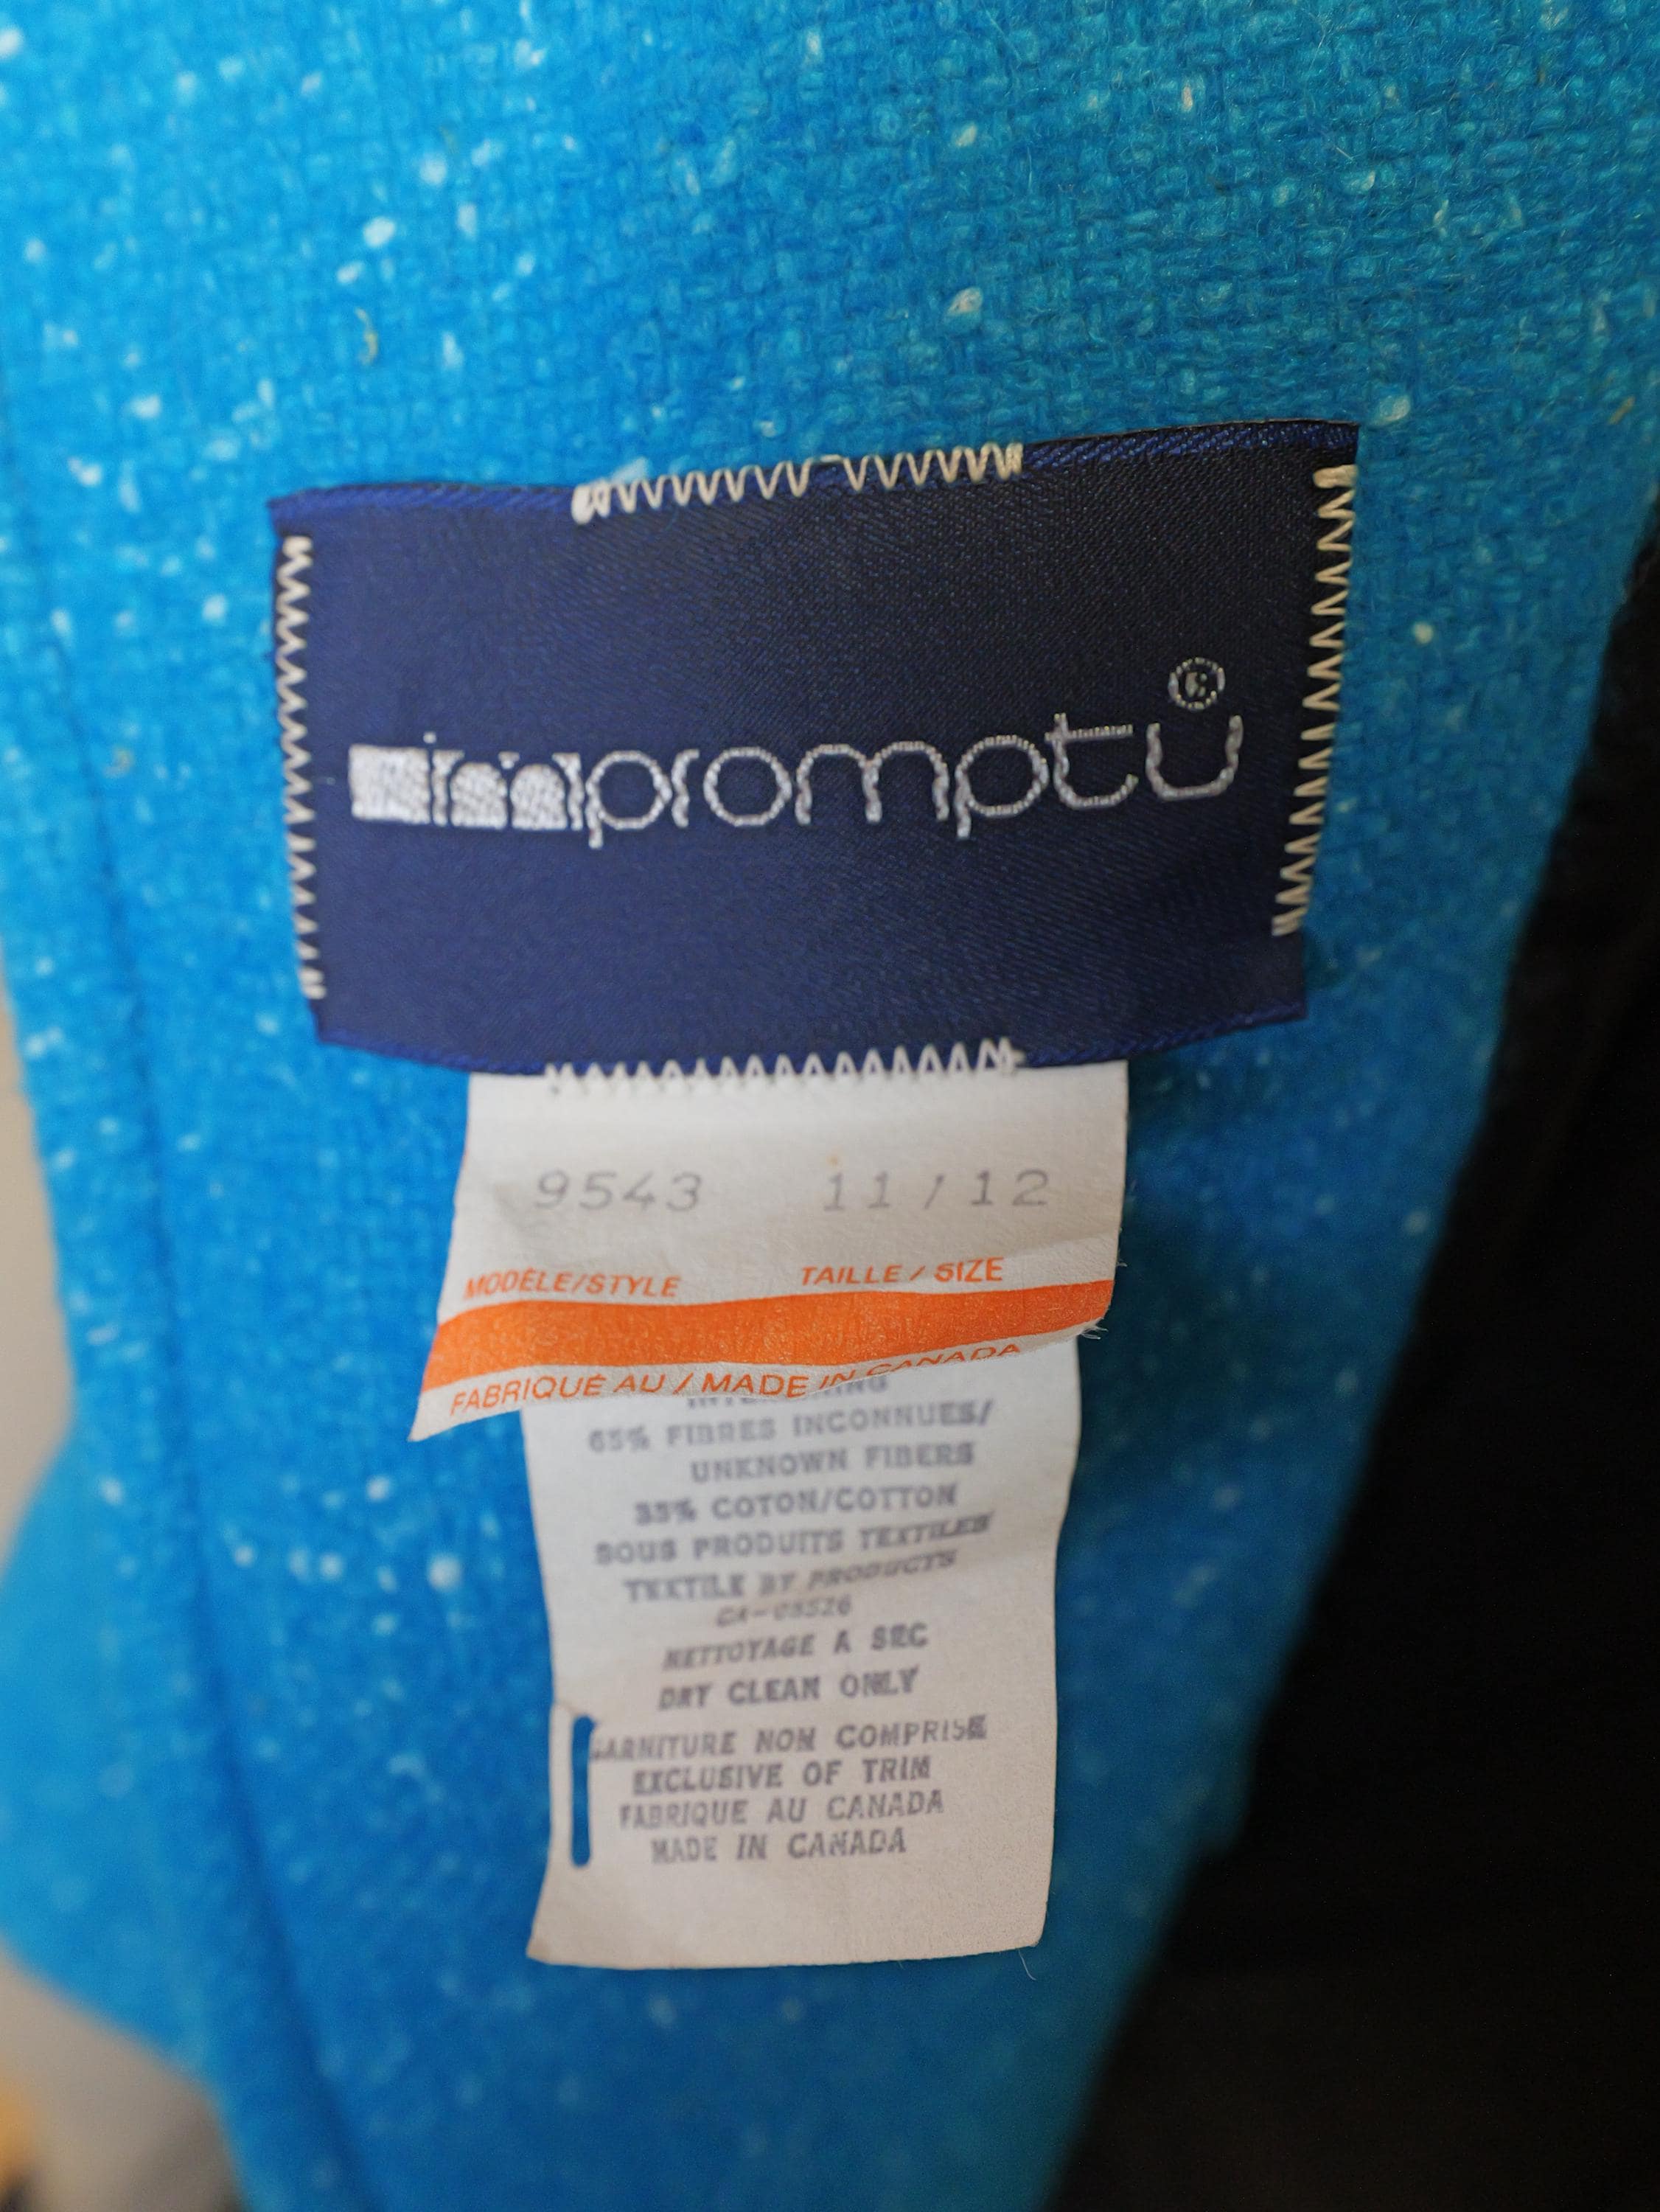 impromptu®
9543 11/12
MODÈLE/STYLE TAILLE / SIZE
FABRIQUÉ AU / MADE IN CANADA
65% FIBRES INCONNUES/
UNKNOWN FIBERS
35% COTON/COTTON
SOUS PRODUITS TEXTILES
TEXTILE BY PRODUCTS
NETTOYAGE A SEC
DRY CLEAN ONLY
GARNITURE NON COMPRISE
EXCLUSIVE OF TRIM
FABRIQUE AU CANADA
MADE IN CANADA